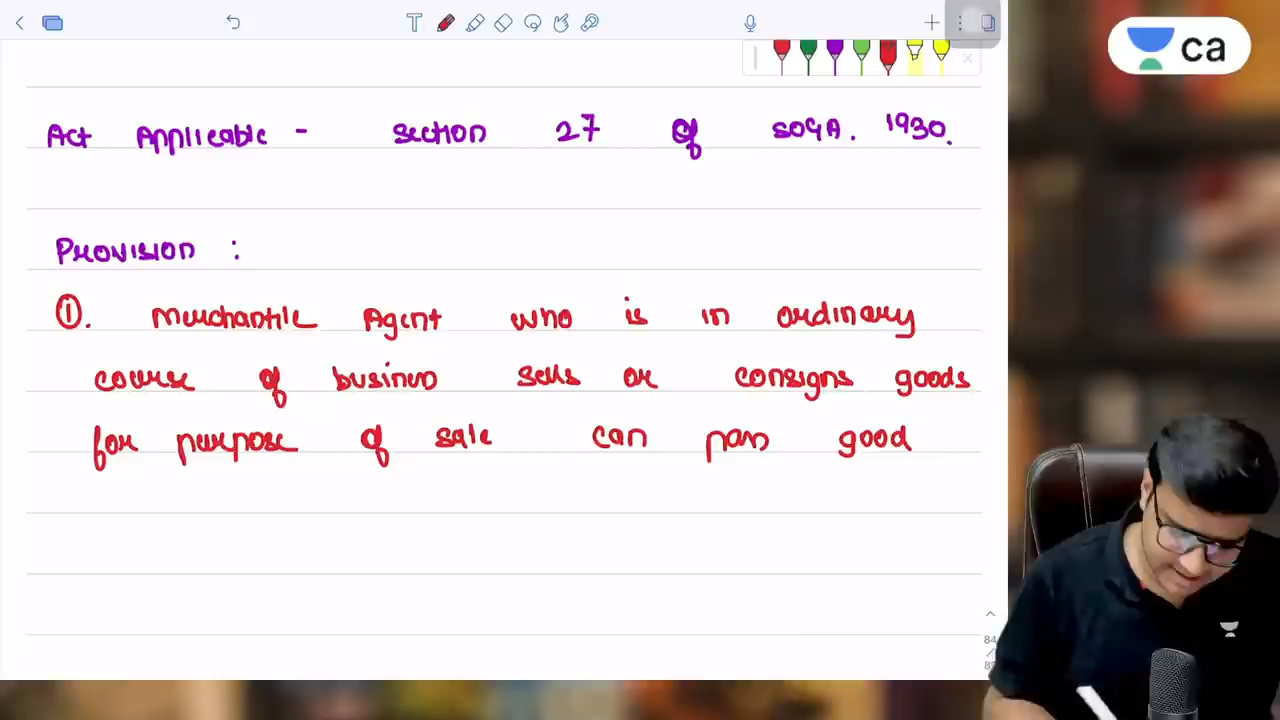 ca
Act Applicable - Section 27 of SOGA. 1930.
Provision :
①. Merchantile Agent who is in ordinary
course of business sells or consigns goods
for purpose of sale can pass good
84